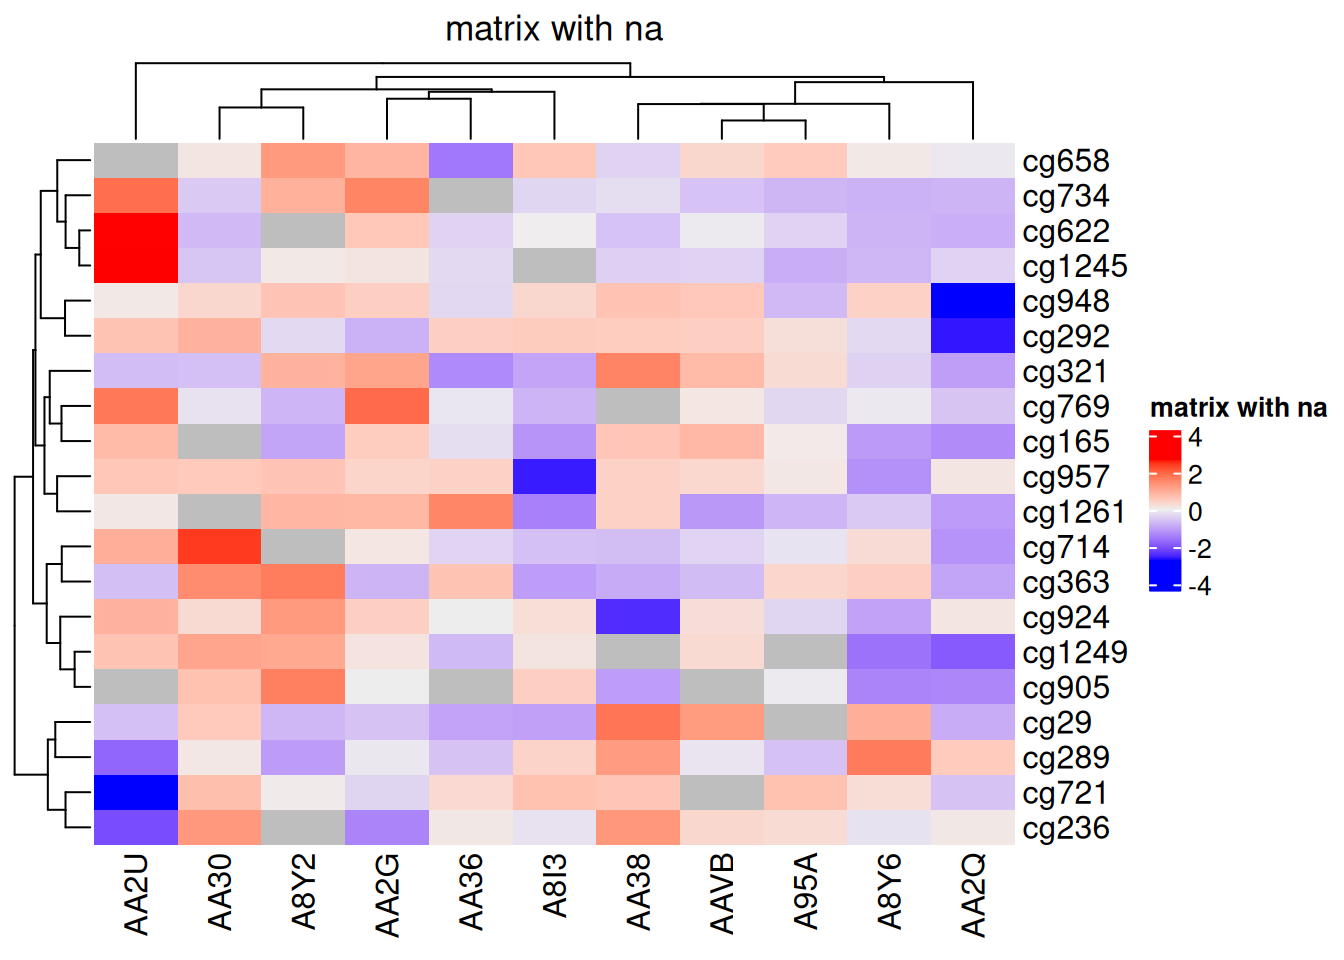 matrix with na
cg658
cg734
cg622
cg1245
cg948
cg292
cg321
cg769
cg165
cg957
cg1261
cg714
cg363
cg924
cg1249
cg905
cg29
cg289
cg721
cg236
AA2U
AA30
A8Y2
AA2G
AA36
A8I3
AA38
AAVB
A95A
A8Y6
AA2Q
matrix with na
4
2
0
-2
-4